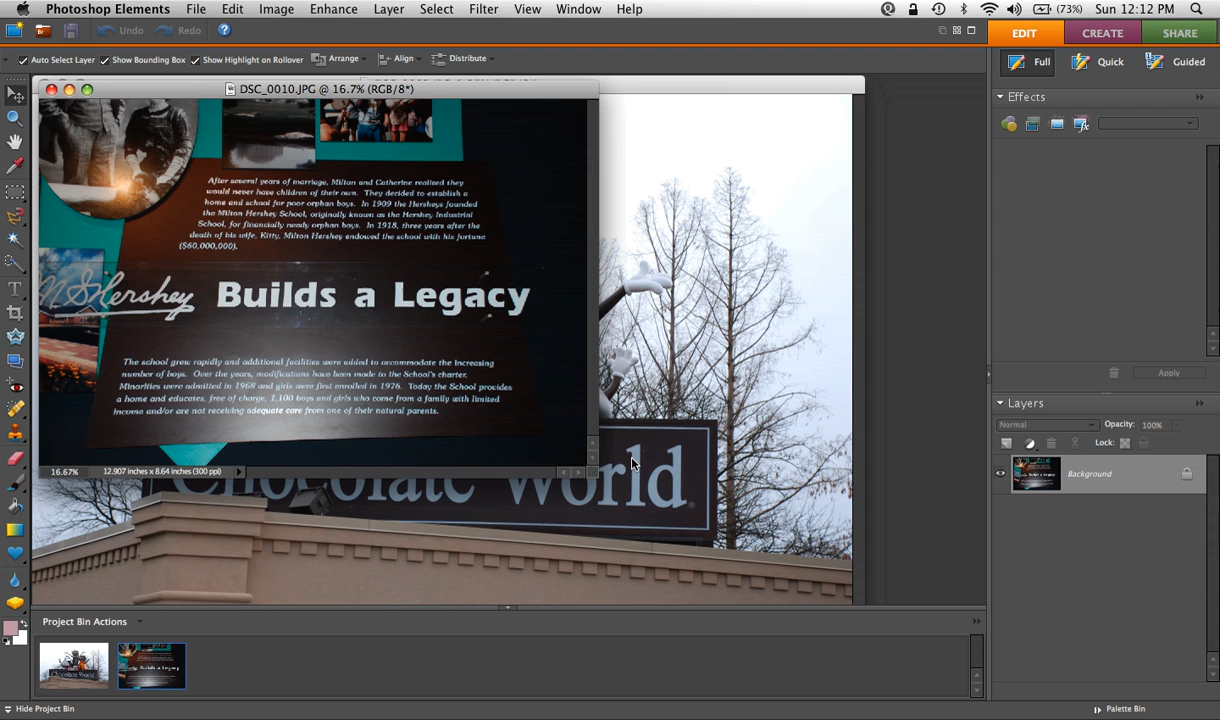 Photoshop Elements File Edit Image Enhance Layer Select Filter View Window Help (73%) Sun 12:12 PM
Br Undo Redo ? EDIT CREATE SHARE
Auto Select Layer Show Bounding Box Show Highlight on Rollover Arrange Align Distribute Full Quick Guided
DSC_0010.JPG @ 16.7% (RGB/8*)
Effects
After several years of marriage, Milton and Catherine realized they
would never have children of their own. They decided to establish a
home and school for poor orphan boys. In 1909 the Hersheys founded
the Milton Hershey School, originally known as the Hershey Industrial
School, for financially needy orphan boys. In 1918, three years after the
death of his wife, Kitty, Milton Hershey endowed the school with his fortune
($60,000,000).
M.S. Hershey Builds a Legacy
The school grew rapidly and additional facilities were added to accommodate the increasing
number of boys. Over the years, modifications have been made to the School's charter.
Minorities were admitted in 1968 and girls were first enrolled in 1976. Today the School provides
a home and educates, free of charge, 1,100 boys and girls who come from a family with limited
income and/or are not receiving adequate care from one of their natural parents.
Apply
Layers
Normal Opacity: 100%
Lock:
Background
16.67% 12.907 inches x 8.64 inches (300 ppi)
Chocolate World
Project Bin Actions
Chocolate World
Builds a Legacy
Hide Project Bin Palette Bin